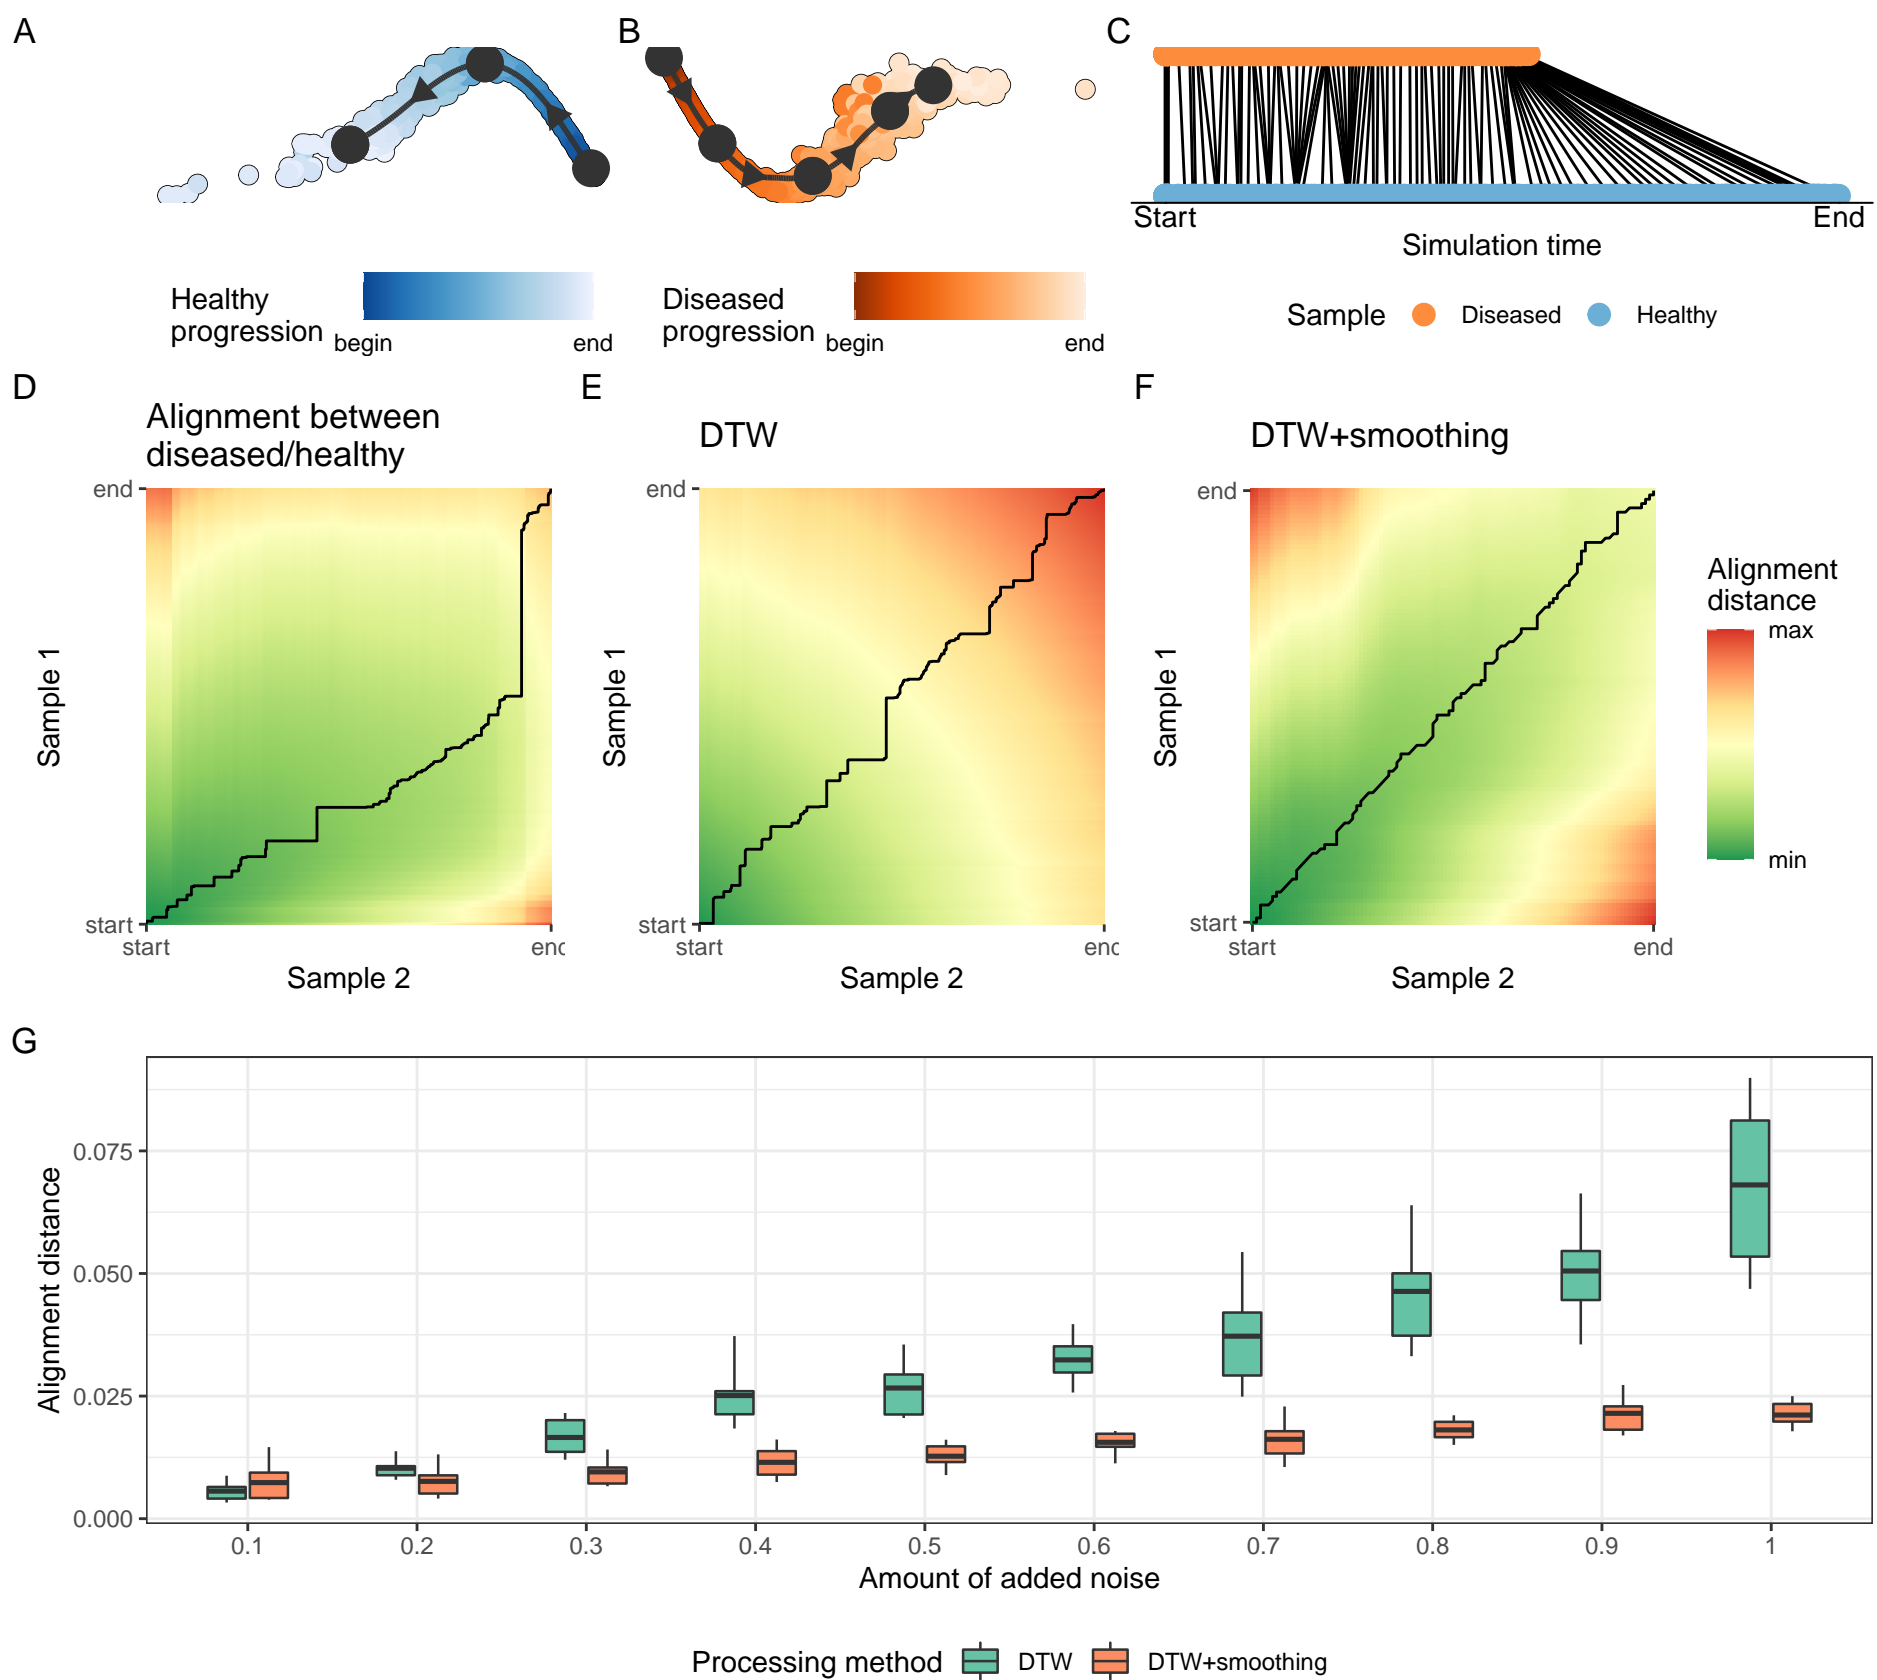 A
B
C
Start
End
Simulation time
Healthy
progression
begin
end
Diseased
progression
begin
end
Sample
Diseased
Healthy
D
E
F
Alignment between
diseased/healthy
DTW
DTW+smoothing
end
start
start
enc
Sample 1
Sample 2
end
start
start
enc
Sample 1
Sample 2
end
start
start
end
Sample 1
Sample 2
Alignment
distance
max
min
G
0.075
0.050
0.025
0.000
Alignment distance
0.1
0.2
0.3
0.4
0.5
0.6
0.7
0.8
0.9
1
Amount of added noise
Processing method
DTW
DTW+smoothing